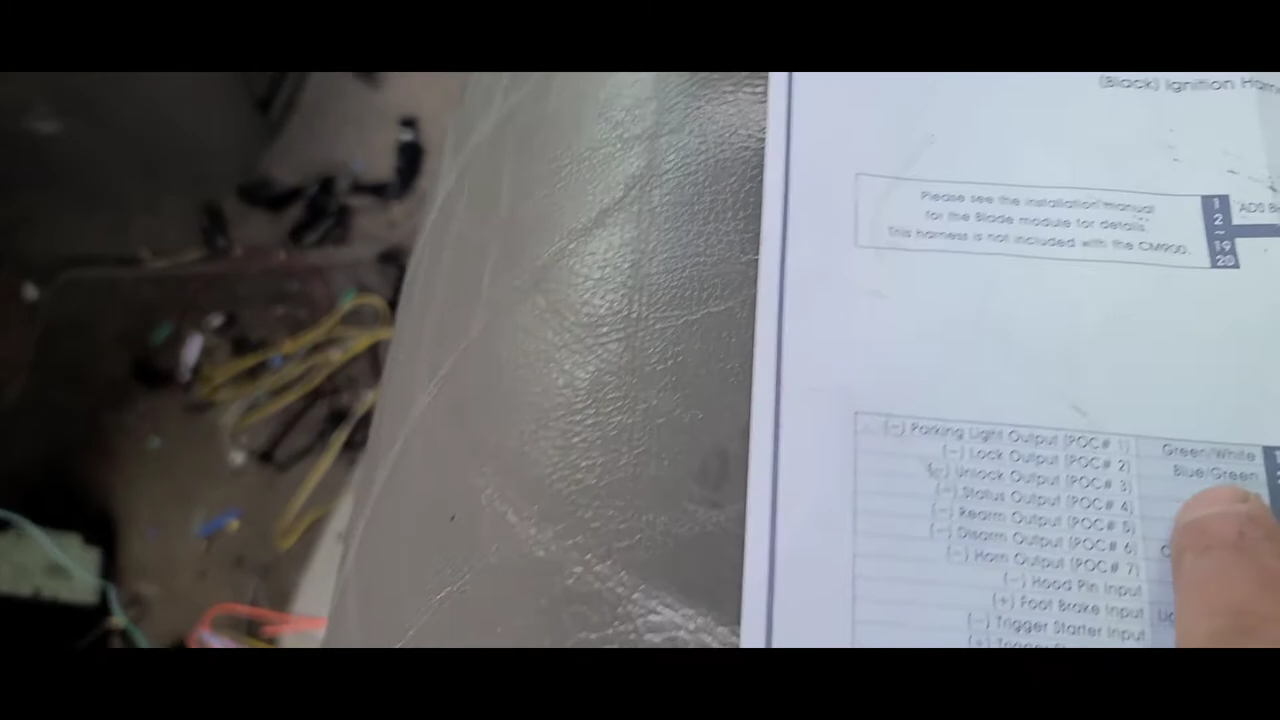 (Black) Ignition
Please see the installation manual
for the Blade module for details.
This harness is not included with the CM900.
1
2
~
19
20
ADS
(-) Parking Light Output (POC# 1) Green/White
(-) Lock Output (POC# 2) Blue/Green
(-) Unlock Output (POC# 3)
(-) Status Output (POC# 4)
(-) Rearm Output (POC# 5)
(-) Disarm Output (POC# 6)
(-) Horn Output (POC# 7)
(-) Hood Pin Input
(+) Foot Brake Input
(-) Trigger Starter Input
(+)